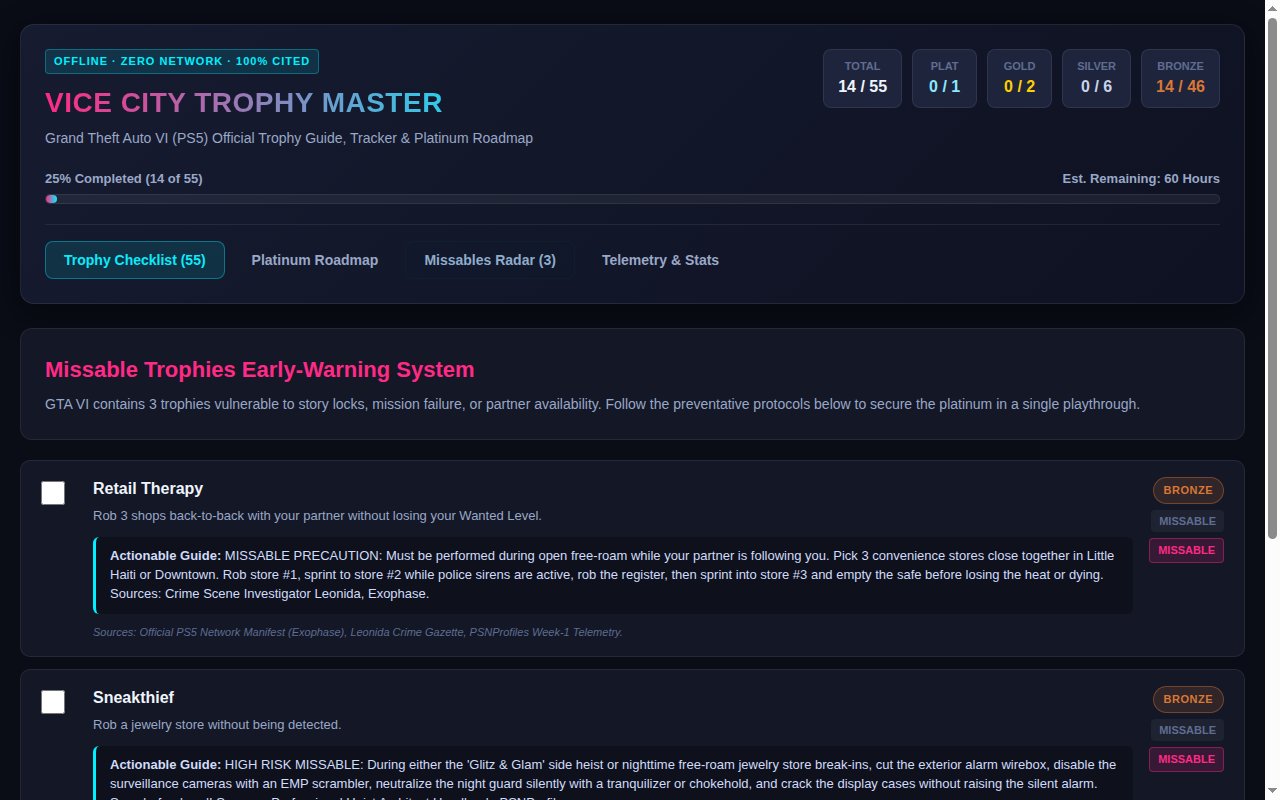 OFFLINE · ZERO NETWORK · 100% CITED
VICE CITY TROPHY MASTER
Grand Theft Auto VI (PS5) Official Trophy Guide, Tracker & Platinum Roadmap
TOTAL
14 / 55
PLAT
0 / 1
GOLD
0 / 2
SILVER
0 / 6
BRONZE
14 / 46
25% Completed (14 of 55)
Est. Remaining: 60 Hours
Trophy Checklist (55)
Platinum Roadmap
Missables Radar (3)
Telemetry & Stats
Missable Trophies Early-Warning System
GTA VI contains 3 trophies vulnerable to story locks, mission failure, or partner availability. Follow the preventative protocols below to secure the platinum in a single playthrough.
Retail Therapy
Rob 3 shops back-to-back with your partner without losing your Wanted Level.
Actionable Guide: MISSABLE PRECAUTION: Must be performed during open free-roam while your partner is following you. Pick 3 convenience stores close together in Little
Haiti or Downtown. Rob store #1, sprint to store #2 while police sirens are active, rob the register, then sprint into store #3 and empty the safe before losing the heat or dying.
Sources: Crime Scene Investigator Leonida, Exophase.
Sources: Official PS5 Network Manifest (Exophase), Leonida Crime Gazette, PSNProfiles Week-1 Telemetry.
BRONZE
MISSABLE
MISSABLE
Sneakthief
Rob a jewelry store without being detected.
Actionable Guide: HIGH RISK MISSABLE: During either the 'Glitz & Glam' side heist or nighttime free-roam jewelry store break-ins, cut the exterior alarm wirebox, disable the
surveillance cameras with an EMP scrambler, neutralize the night guard silently with a tranquilizer or chokehold, and crack the display cases without raising the silent alarm.
BRONZE
MISSABLE
MISSABLE